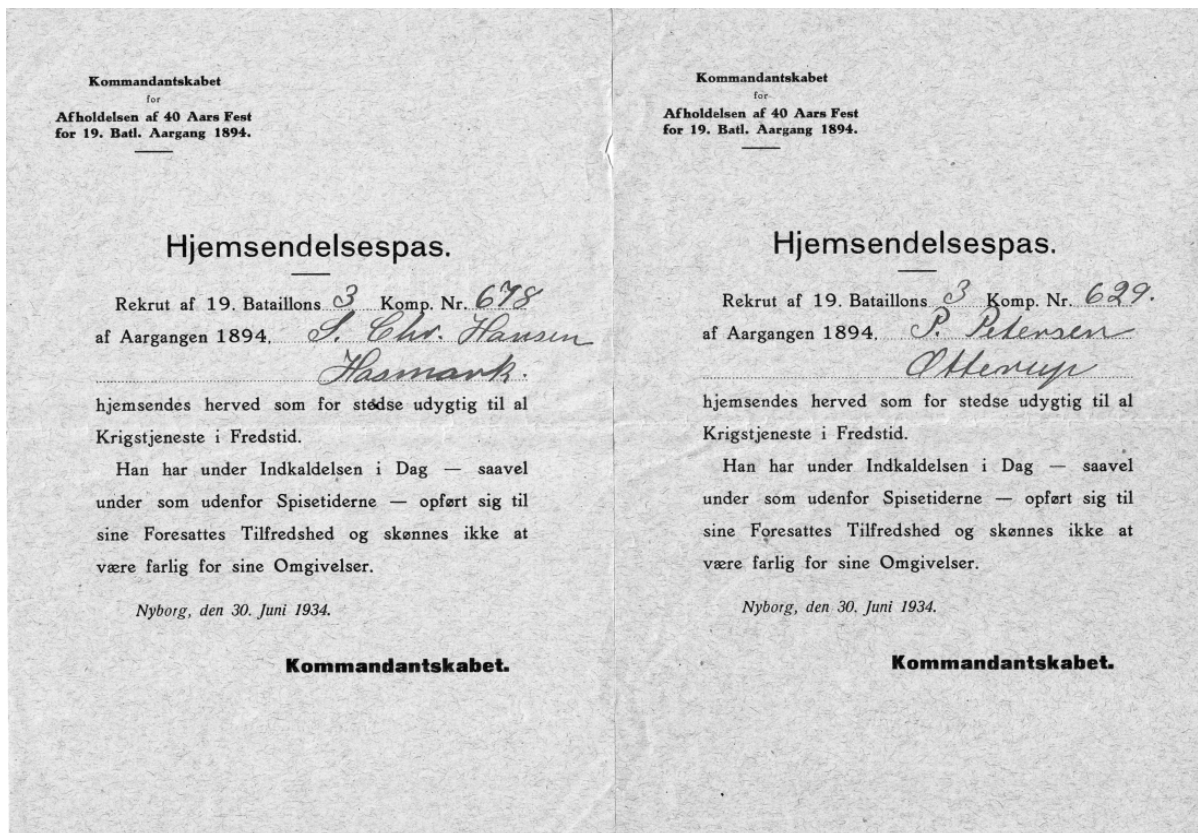 Kommandantskabet
for
Afholdelsen af 40 Aars Fest
for 19. Batl. Aargang 1894.
Hjemsendelsespas.
Rekrut af 19. Bataillons 3 Komp. Nr. 678
af Aargangen 1894, S. Chr. Hansen
Hasmark.
hjemsendes herved som for stedse udygtig til al
Krigstjeneste i Fredstid.
Han har under Indkaldelsen i Dag — saavel
under som udenfor Spisetiderne — opført sig til
sine Foresattes Tilfredshed og skønnes ikke at
være farlig for sine Omgivelser.
Nyborg, den 30. Juni 1934.
Kommandantskabet.
Kommandantskabet
for
Afholdelsen af 40 Aars Fest
for 19. Batl. Aargang 1894.
Hjemsendelsespas.
Rekrut af 19. Bataillons 3 Komp. Nr. 629.
af Aargangen 1894, P. Petersen
Otterup
hjemsendes herved som for stedse udygtig til al
Krigstjeneste i Fredstid.
Han har under Indkaldelsen i Dag — saavel
under som udenfor Spisetiderne — opført sig til
sine Foresattes Tilfredshed og skønnes ikke at
være farlig for sine Omgivelser.
Nyborg, den 30. Juni 1934.
Kommandantskabet.